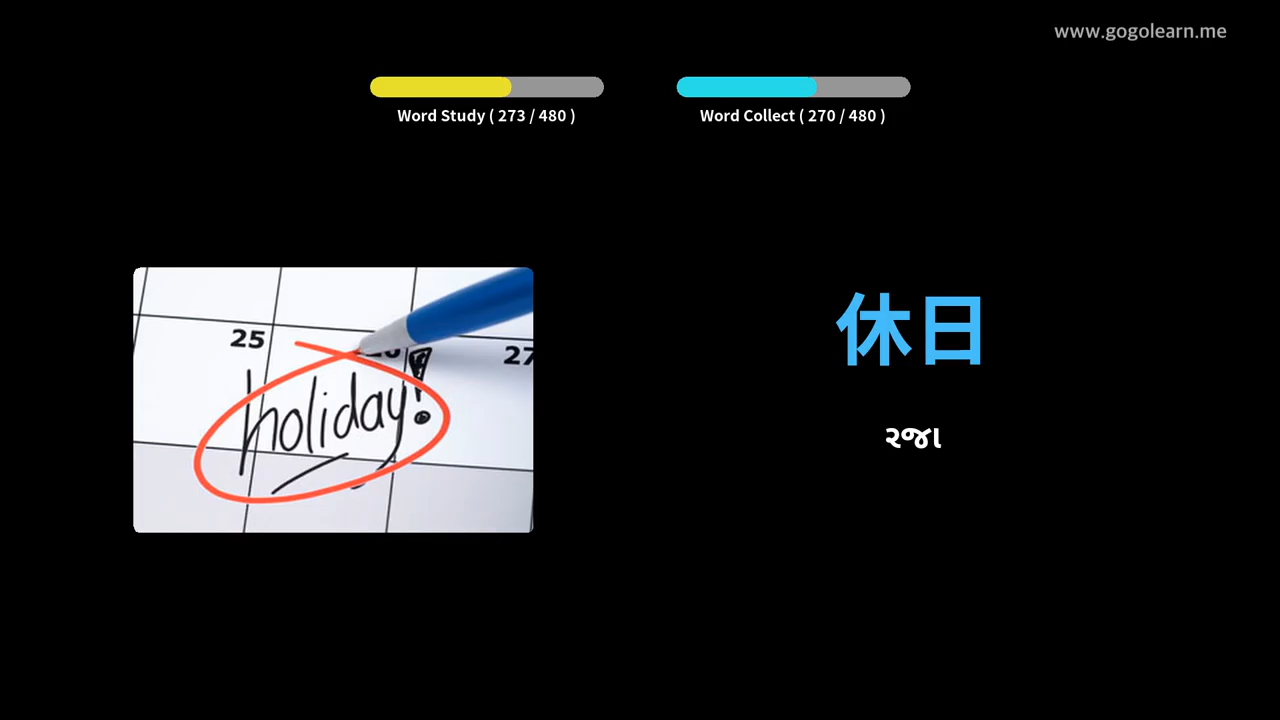 www.gogolearn.me
Word Study ( 273 / 480 )
Word Collect ( 270 / 480 )
25
27
holiday!
休日
રજા